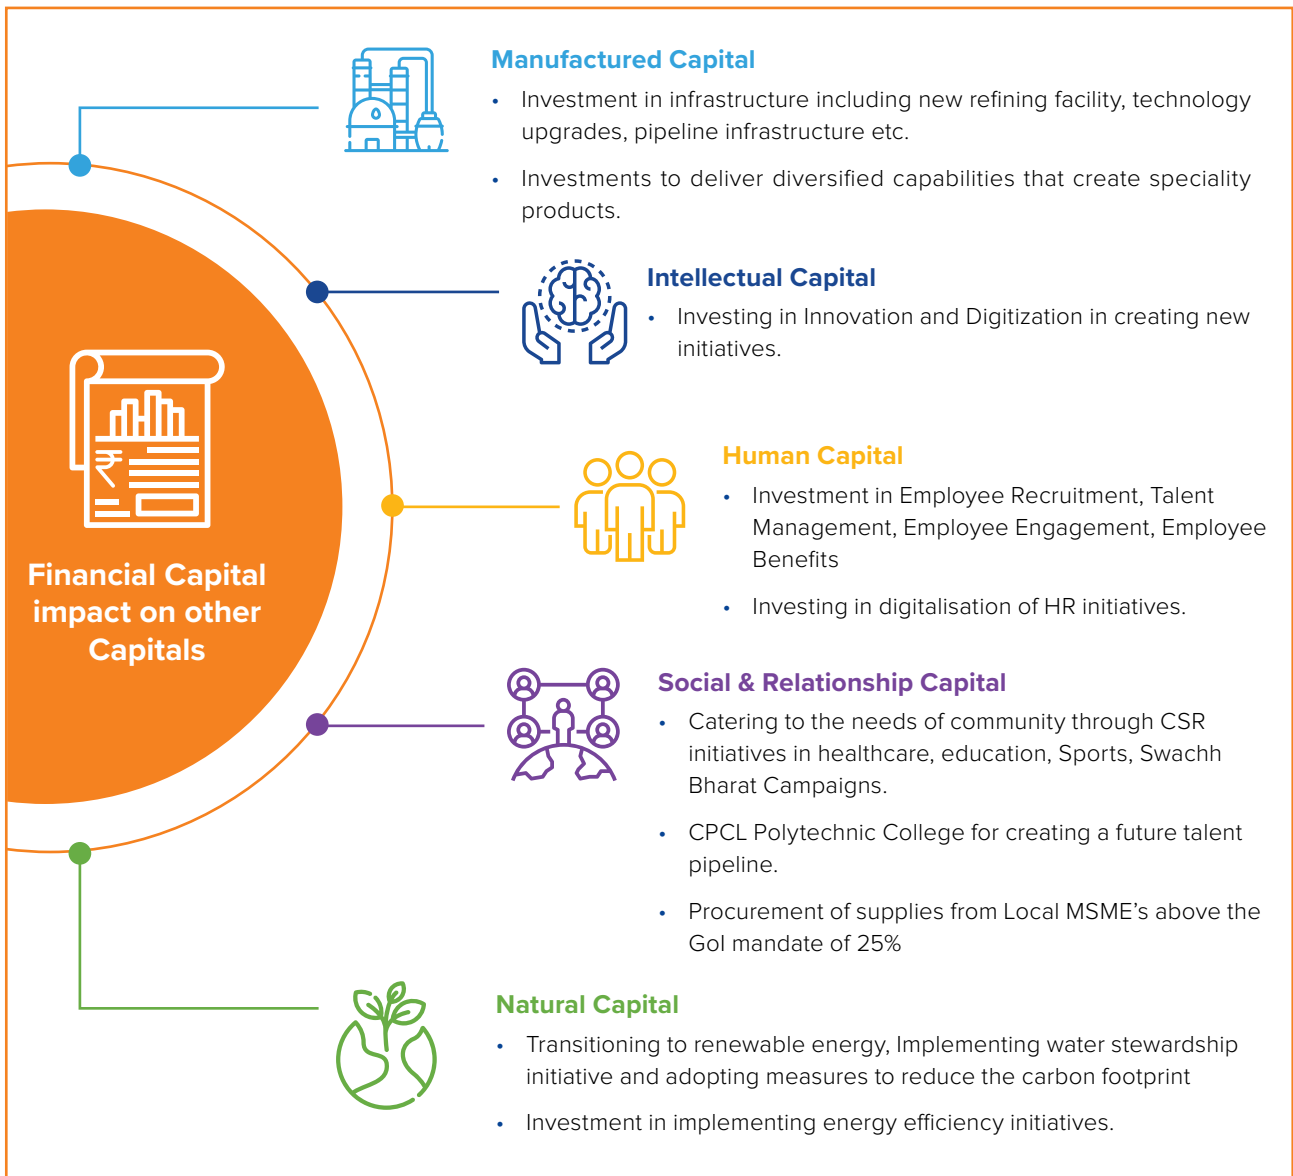 Manufactured Capital
• Investment in infrastructure including new refining facility, technology
upgrades, pipeline infrastructure etc.
• Investments to deliver diversified capabilities that create speciality
products.
Intellectual Capital
• Investing in Innovation and Digitization in creating new
initiatives.
Financial Capital
impact on other
Capitals
₹
Human Capital
• Investment in Employee Recruitment, Talent
Management, Employee Engagement, Employee
Benefits
• Investing in digitalisation of HR initiatives.
Social & Relationship Capital
• Catering to the needs of community through CSR
initiatives in healthcare, education, Sports, Swachh
Bharat Campaigns.
• CPCL Polytechnic College for creating a future talent
pipeline.
• Procurement of supplies from Local MSME's above the
GoI mandate of 25%
Natural Capital
• Transitioning to renewable energy, Implementing water stewardship
initiative and adopting measures to reduce the carbon footprint
• Investment in implementing energy efficiency initiatives.